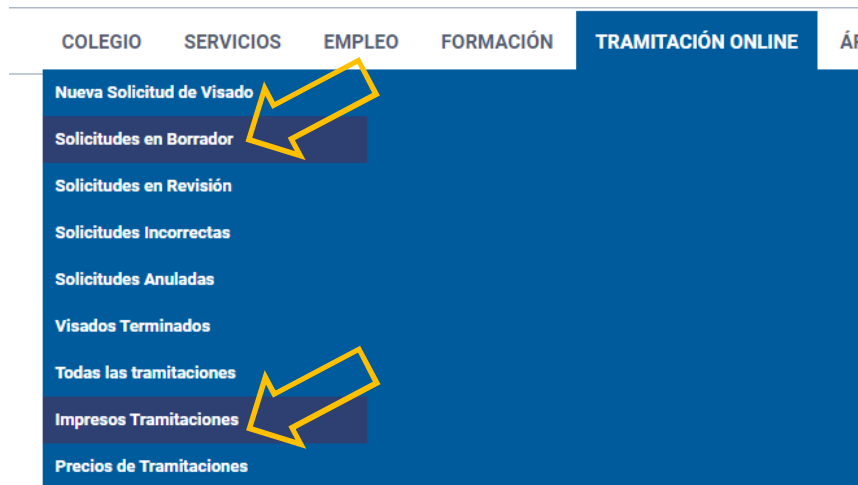 COLEGIO SERVICIOS EMPLEO FORMACIÓN TRAMITACIÓN ONLINE
Nueva Solicitud de Visado
Solicitudes en Borrador
Solicitudes en Revisión
Solicitudes Incorrectas
Solicitudes Anuladas
Visados Terminados
Todas las tramitaciones
Impresos Tramitaciones
Precios de Tramitaciones